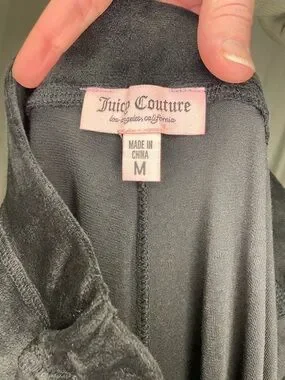 Juicy Couture
los angeles, california
MADE IN
CHINA
M